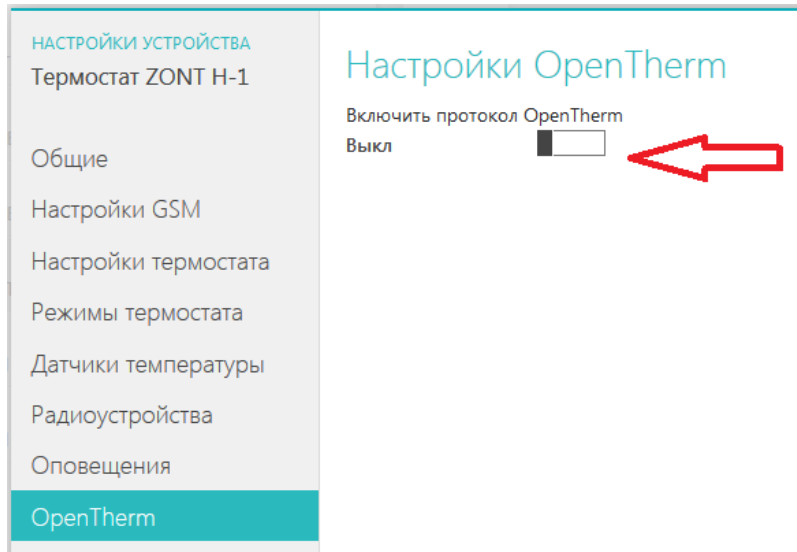 НАСТРОЙКИ УСТРОЙСТВА
Термостат ZONT H-1
Общие
Настройки GSM
Настройки термостата
Режимы термостата
Датчики температуры
Радиоустройства
Оповещения
OpenTherm
Настройки OpenTherm
Включить протокол OpenTherm
Выкл